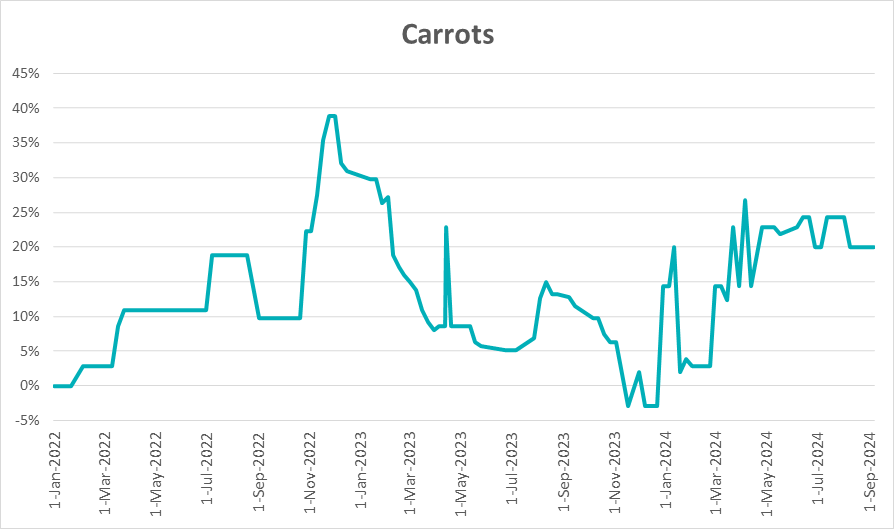 Carrots
45%
40%
35%
30%
25%
20%
15%
10%
5%
0%
-5%
1-Jan-2022
1-Mar-2022
1-May-2022
1-Jul-2022
1-Sep-2022
1-Nov-2022
1-Jan-2023
1-Mar-2023
1-May-2023
1-Jul-2023
1-Sep-2023
1-Nov-2023
1-Jan-2024
1-Mar-2024
1-May-2024
1-Jul-2024
1-Sep-2024